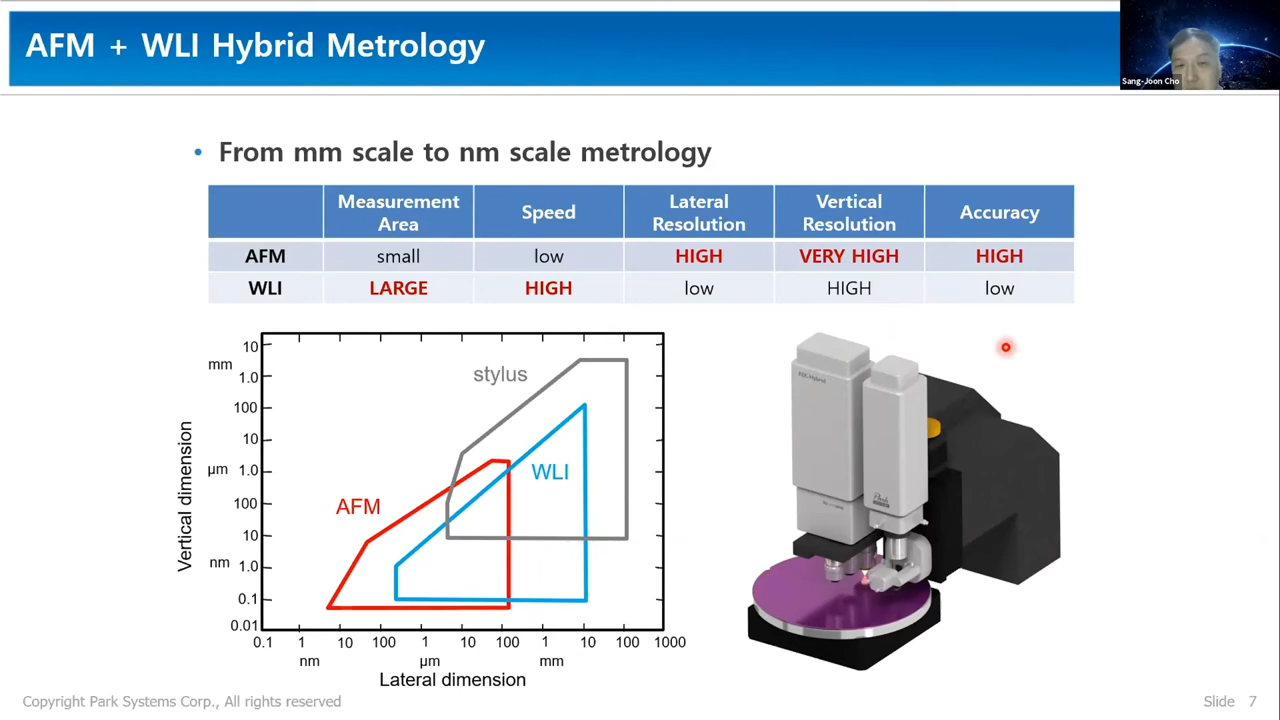 AFM + WLI Hybrid Metrology
Sang-Joon Cho
• From mm scale to nm scale metrology
Measurement Area Speed Lateral Resolution Vertical Resolution Accuracy
AFM small low HIGH VERY HIGH HIGH
WLI LARGE HIGH low HIGH low
Vertical dimension
10
mm
1.0
100
10
µm 1.0
100
10
nm 1.0
0.1
0.01
stylus
WLI
AFM
0.1 1 10 100 1 10 100 1 10 100 1000
nm µm mm
Lateral dimension
Park
Copyright Park Systems Corp., All rights reserved
Slide 7